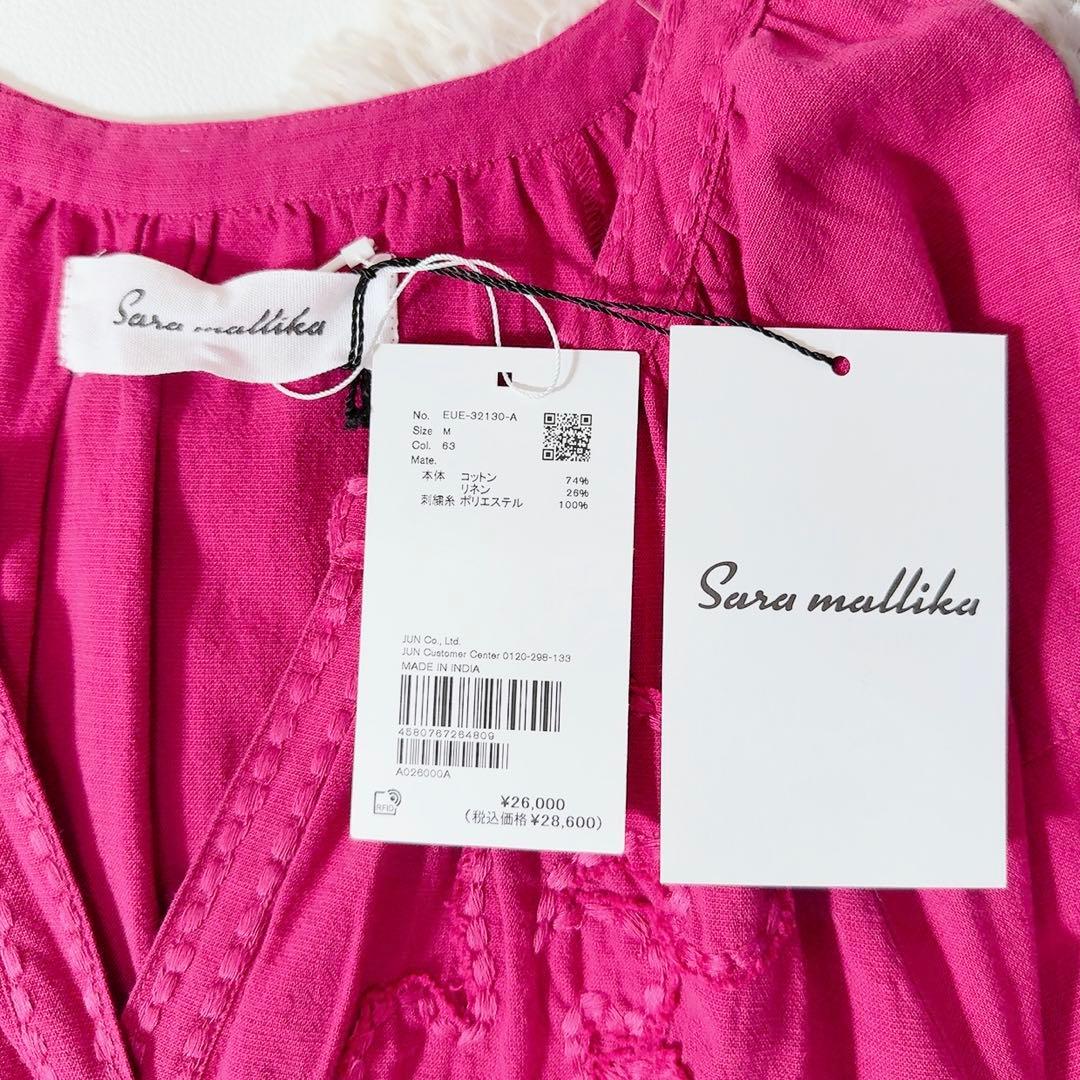 Sara mallika
No. EUE-32130-A
Size M
Col. 63
Mate.
本体 コットン 74%
リネン 26%
刺繍糸 ポリエステル 100%
JUN Co., Ltd.
JUN Customer Center 0120-298-133
MADE IN INDIA
4580767264809
A026000A
RFID
¥26,000
(税込価格¥28,600)
Sara mallika